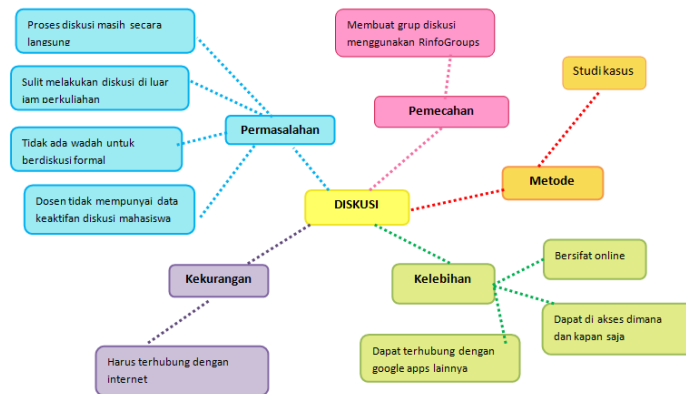 Proses diskusi masih secara
langsung
Sulit melakukan diskusi di luar
jam perkuliahan
Tidak ada wadah untuk
berdiskusi formal
Dosen tidak mempunyai data
keaktifan diskusi mahasiswa
Permasalahan
Membuat grup diskusi
menggunakan RinfoGroups
Pemecahan
Studi kasus
Metode
DISKUSI
Kekurangan
Harus terhubung dengan
internet
Kelebihan
Bersifat online
Dapat di akses dimana
dan kapan saja
Dapat terhubung dengan
google apps lainnya